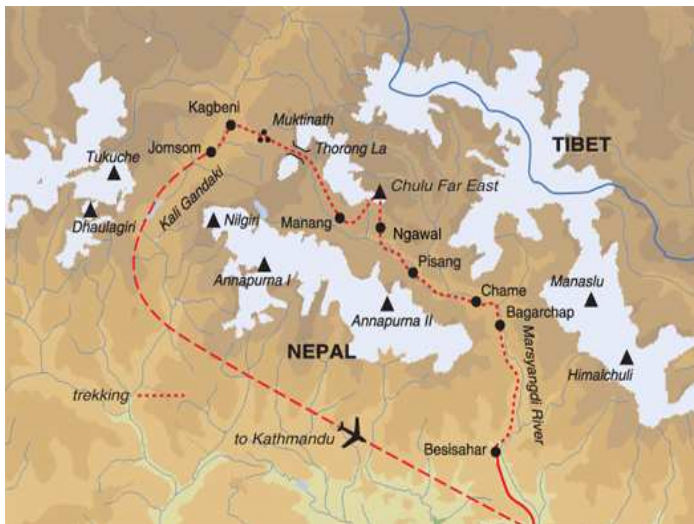 Kagbeni
Muktinath
TIBET
Jomsom
Thorong La
Tukuche
Chulu Far East
Kali Gandaki
Dhaulagiri
Nilgiri
Manang
Ngawal
Pisang
Annapurna I
Chame
Manaslu
Annapurna II
Bagarchap
NEPAL
Marsyangdi River
Himalchuli
trekking
to Kathmandu
Besisahar